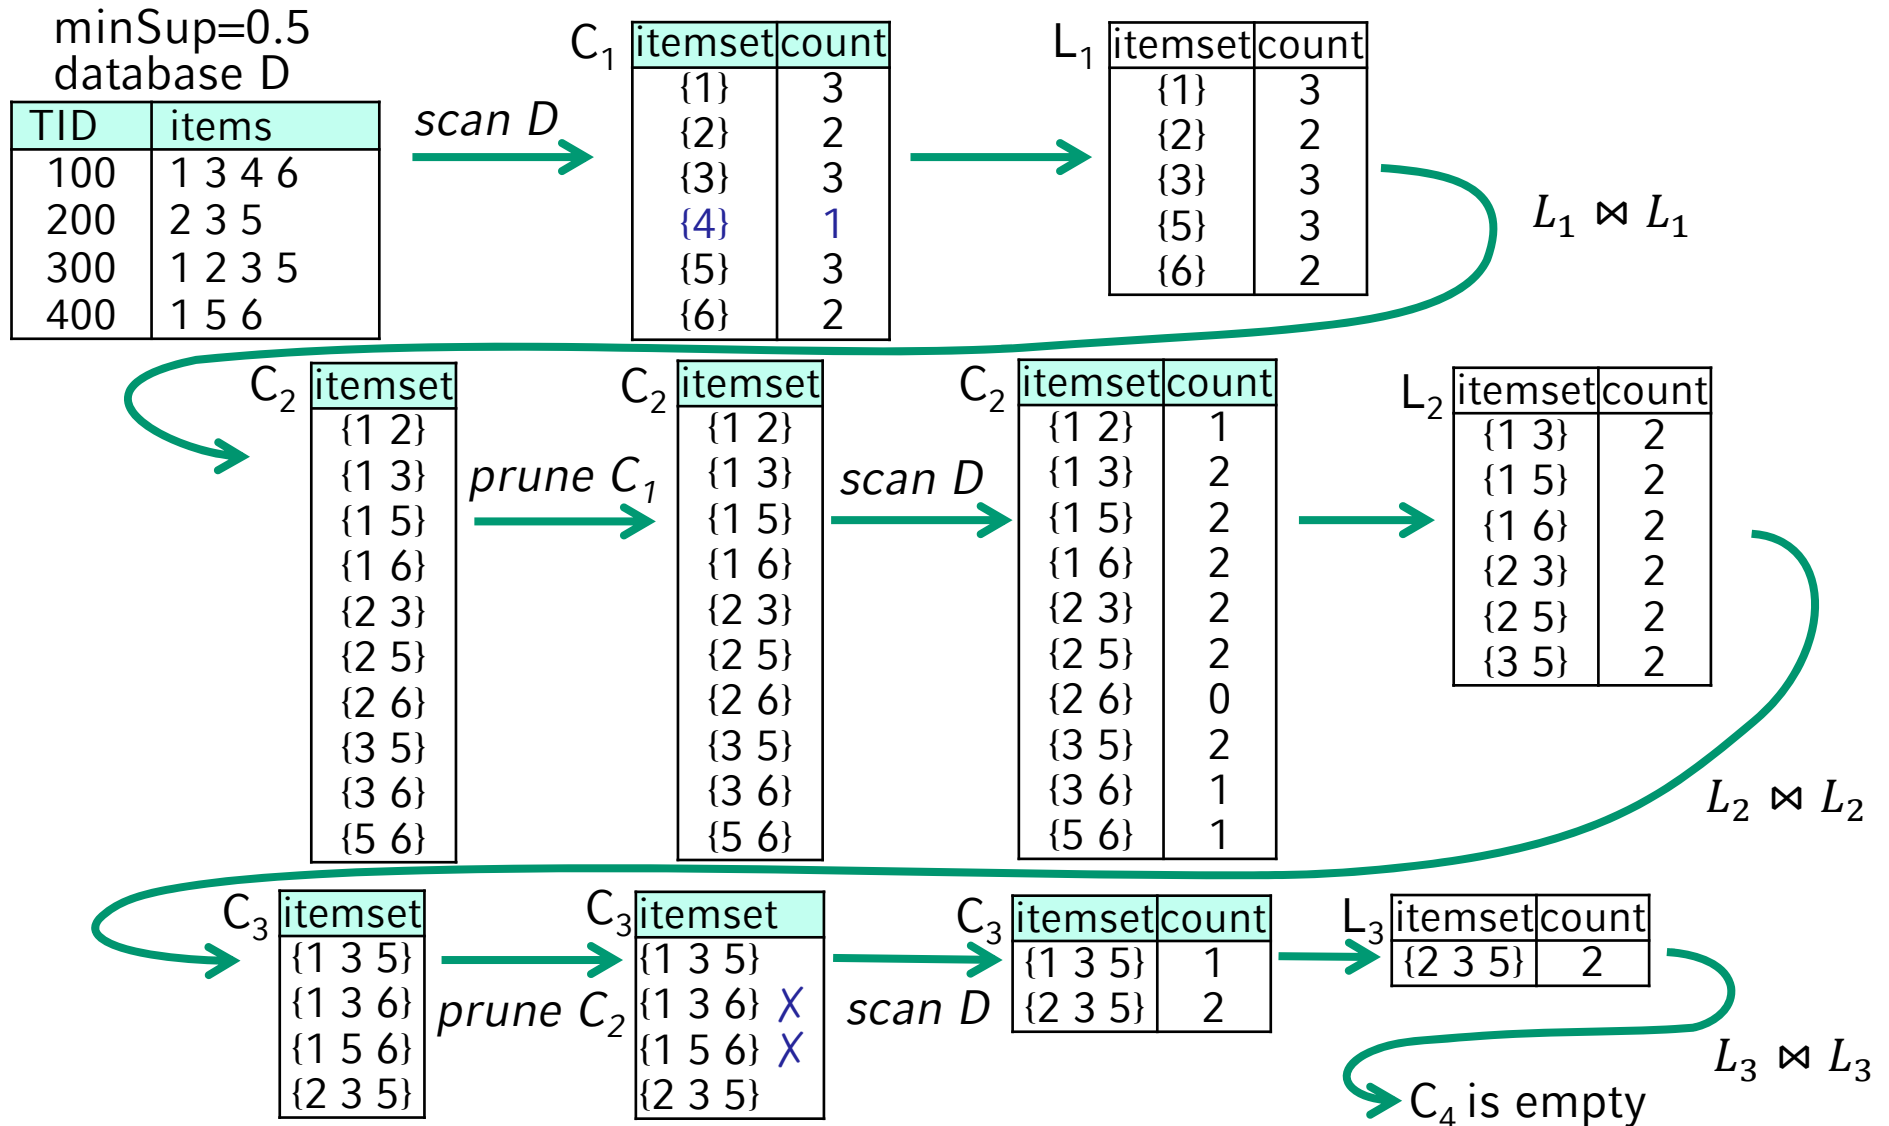 minSup=0.5
database D
TID items
100 1 3 4 6
200 2 3 5
300 1 2 3 5
400 1 5 6
scan D
C1 itemset count
{1} 3
{2} 2
{3} 3
{4} 1
{5} 3
{6} 2
L1 itemset count
{1} 3
{2} 2
{3} 3
{5} 3
{6} 2
L1 ⋈ L1
C2 itemset
{1 2}
{1 3}
{1 5}
{1 6}
{2 3}
{2 5}
{2 6}
{3 5}
{3 6}
{5 6}
prune C1
C2 itemset
{1 2}
{1 3}
{1 5}
{1 6}
{2 3}
{2 5}
{2 6}
{3 5}
{3 6}
{5 6}
scan D
C2 itemset count
{1 2} 1
{1 3} 2
{1 5} 2
{1 6} 2
{2 3} 2
{2 5} 2
{2 6} 0
{3 5} 2
{3 6} 1
{5 6} 1
L2 itemset count
{1 3} 2
{1 5} 2
{1 6} 2
{2 3} 2
{2 5} 2
{3 5} 2
L2 ⋈ L2
C3 itemset
{1 3 5}
{1 3 6}
{1 5 6}
{2 3 5}
prune C2
C3 itemset
{1 3 5}
{1 3 6} ✗
{1 5 6} ✗
{2 3 5}
scan D
C3 itemset count
{1 3 5} 1
{2 3 5} 2
L3 itemset count
{2 3 5} 2
L3 ⋈ L3
C4 is empty